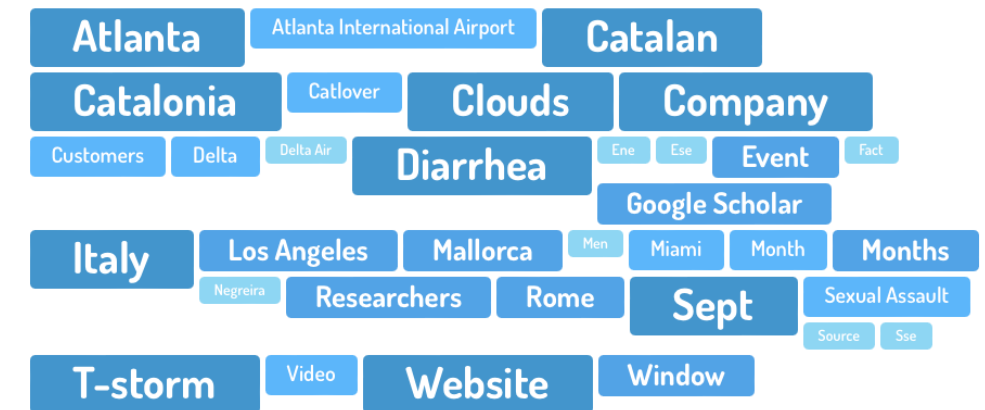 Atlanta Atlanta International Airport Catalan
Catalonia Catlover Clouds Company
Customers Delta Delta Air Diarrhea Ene Ese Event Fact
Google Scholar
Italy Los Angeles Mallorca Men Miami Month Months
Negreira Researchers Rome Sept Sexual Assault
Source Sse
T-storm Video Website Window